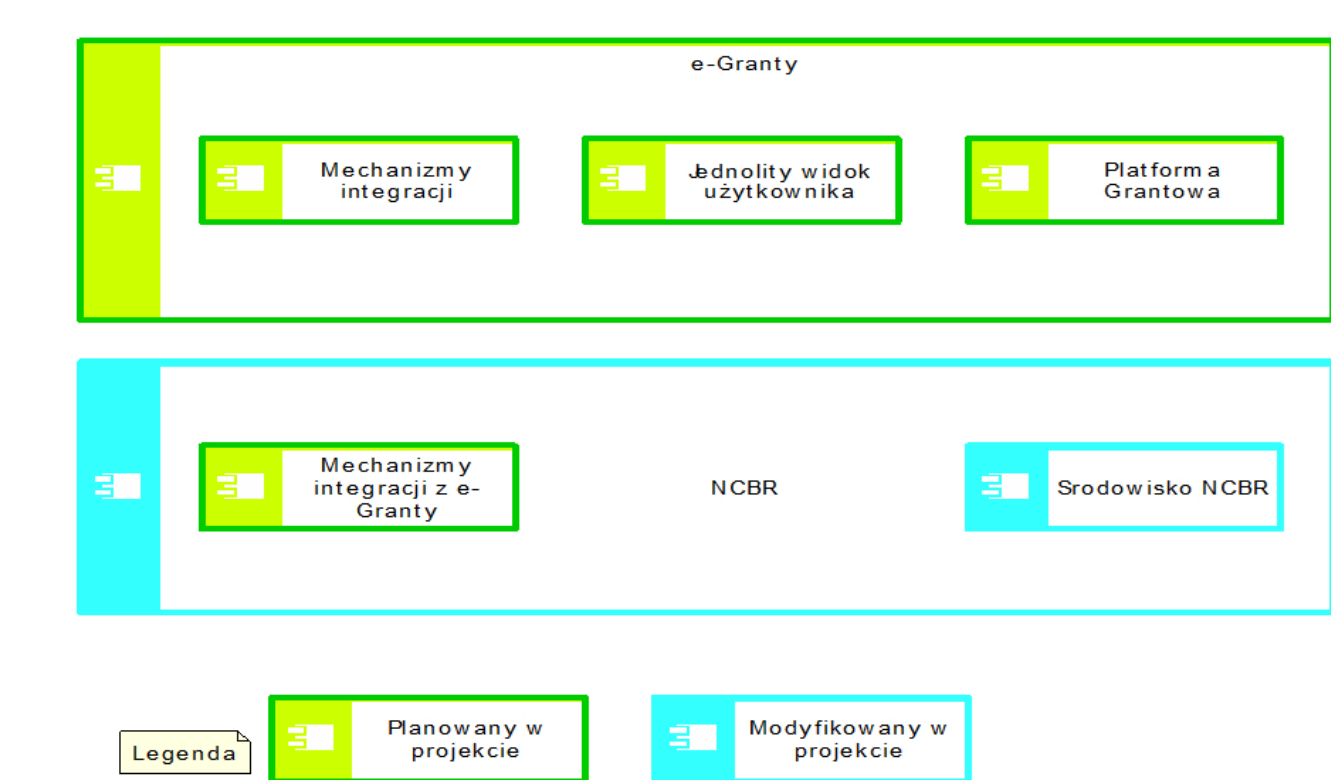 e-Granty
Mechanizmy
integracji
Jednolity widok
użytkownika
Platforma
Grantowa
Mechanizmy
integracji z e-
Granty
NCBR
Srodowisko NCBR
Legenda
Planowany w
projekcie
Modyfikowany w
projekcie